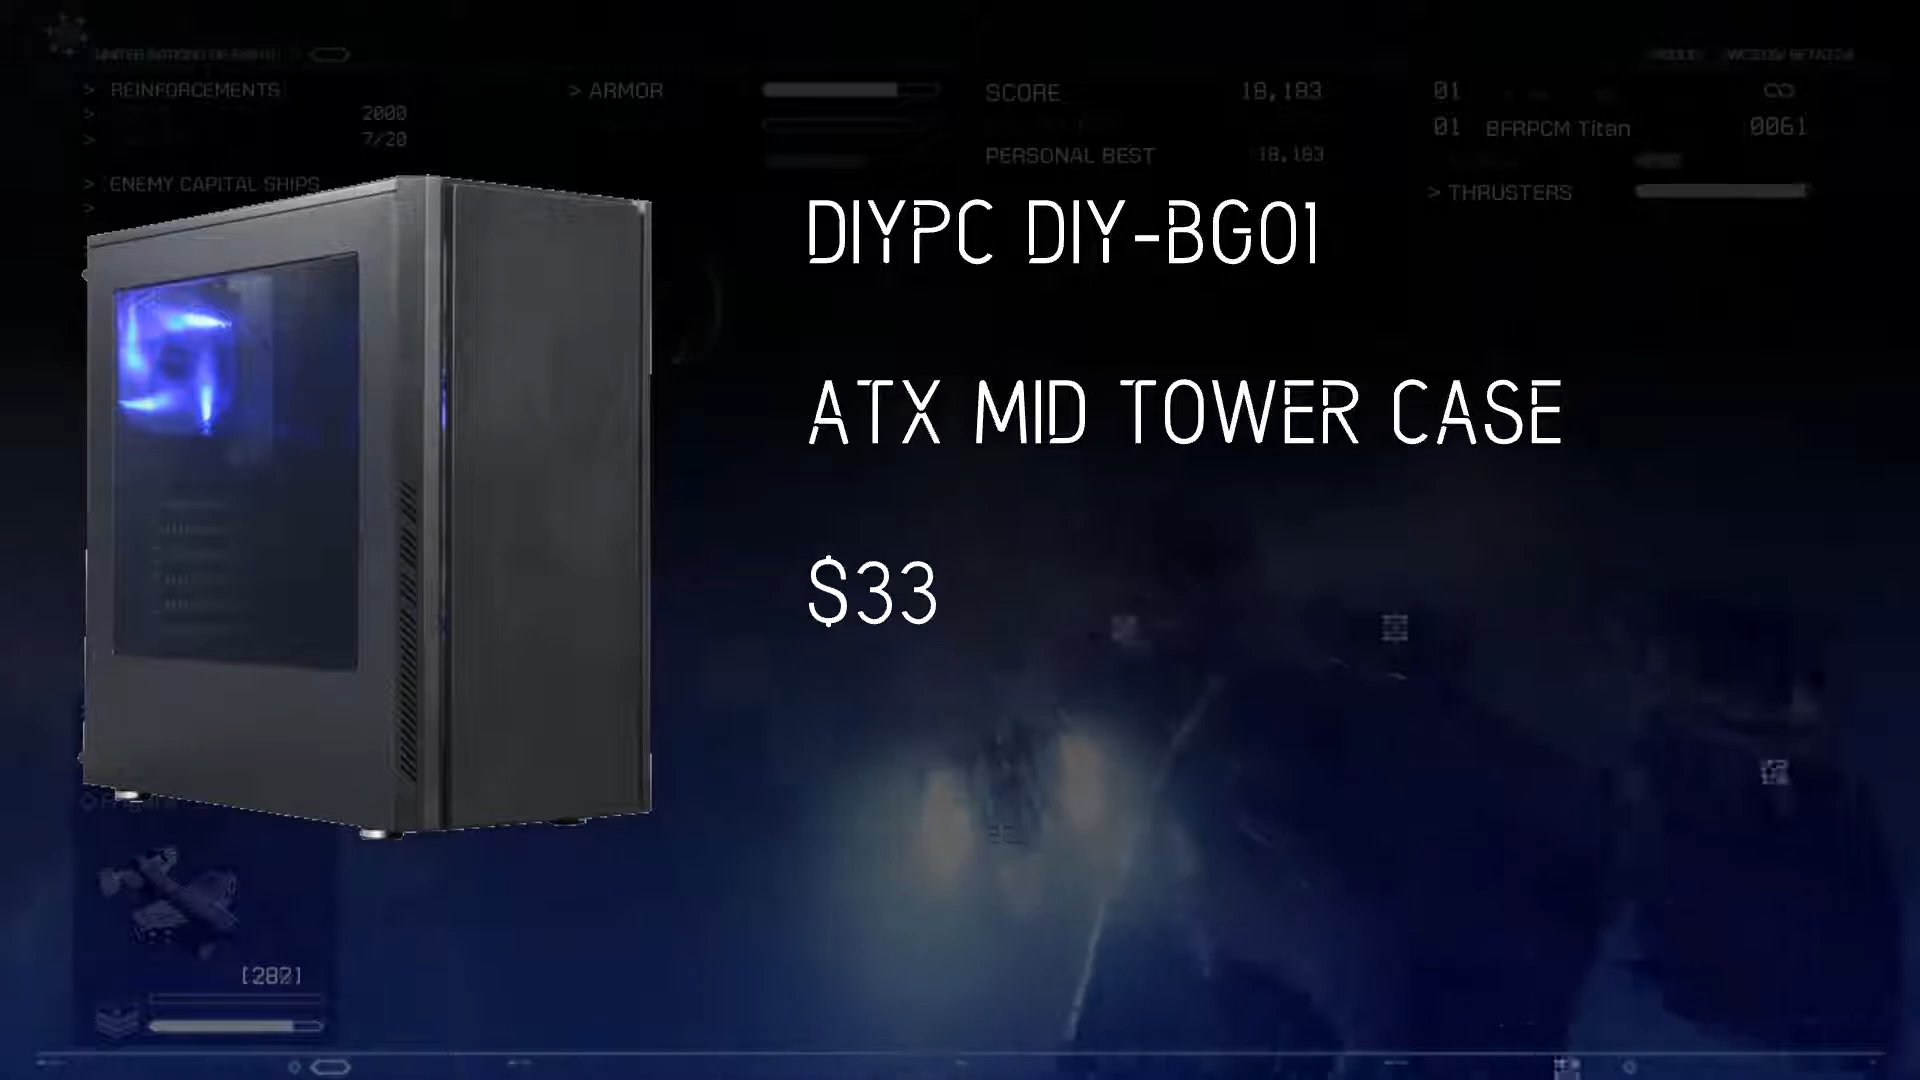 > REINFORCEMENTS
2000
7/20
> ENEMY CAPITAL SHIPS
> ARMOR
SCORE 18,183
PERSONAL BEST 18,183
01
01 BFRPCM Titan 0061
> THRUSTERS
DIYPC DIY-BG01
ATX MID TOWER CASE
$33